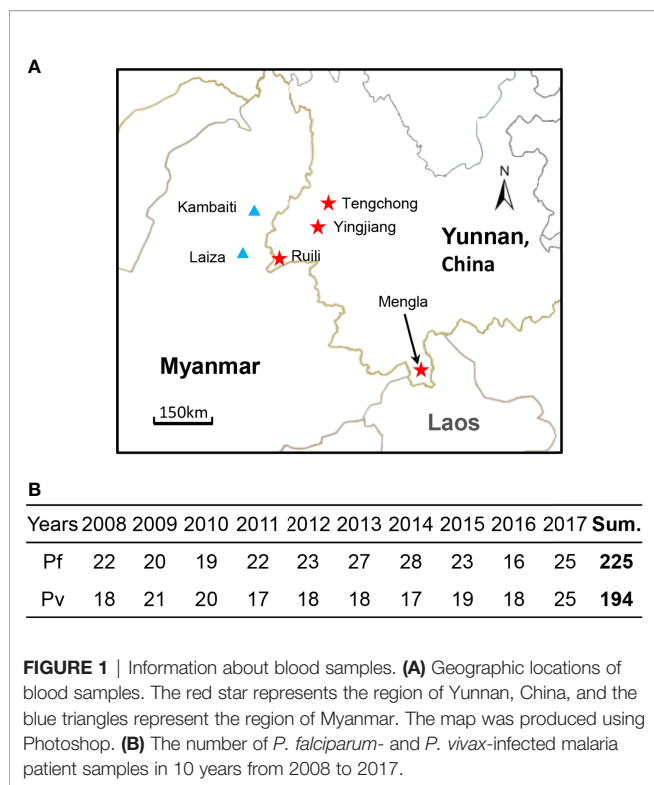 A
N
Kambaiti
Tengchong
Yingjiang
Yunnan,
China
Laiza
Ruili
Mengla
Myanmar
150km
Laos
B
Years 2008 2009 2010 2011 2012 2013 2014 2015 2016 2017 Sum.
Pf 22 20 19 22 23 27 28 23 16 25 225
Pv 18 21 20 17 18 18 17 19 18 25 194
FIGURE 1 | Information about blood samples. (A) Geographic locations of
blood samples. The red star represents the region of Yunnan, China, and the
blue triangles represent the region of Myanmar. The map was produced using
Photoshop. (B) The number of P. falciparum- and P. vivax-infected malaria
patient samples in 10 years from 2008 to 2017.